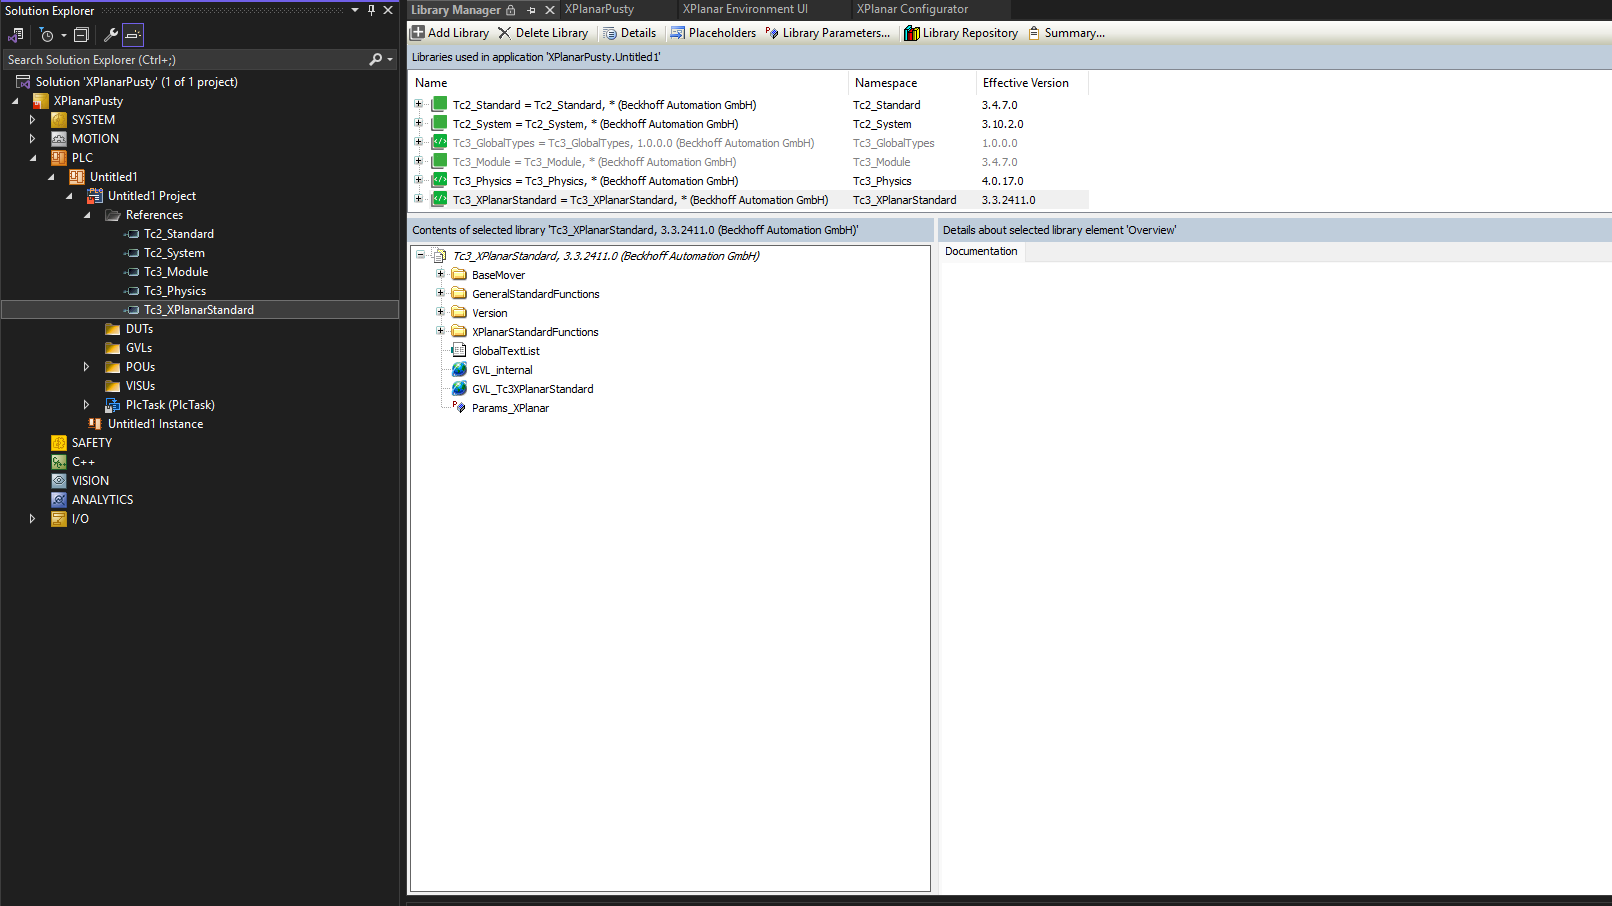 Solution Explorer
Search Solution Explorer (Ctrl+;)
Solution 'XPlanarPusty' (1 of 1 project)
XPlanarPusty
SYSTEM
MOTION
PLC
Untitled1
Untitled1 Project
References
Tc2_Standard
Tc2_System
Tc3_Module
Tc3_Physics
Tc3_XPlanarStandard
DUTs
GVLs
POUs
VISUs
PlcTask (PlcTask)
Untitled1 Instance
SAFETY
C++
VISION
ANALYTICS
I/O
Library Manager XPlanarPusty XPlanar Environment UI XPlanar Configurator
Add Library Delete Library Details Placeholders Library Parameters... Library Repository Summary...
Libraries used in application 'XPlanarPusty.Untitled1'
Name Namespace Effective Version
Tc2_Standard = Tc2_Standard, * (Beckhoff Automation GmbH) Tc2_Standard 3.4.7.0
Tc2_System = Tc2_System, * (Beckhoff Automation GmbH) Tc2_System 3.10.2.0
Tc3_GlobalTypes = Tc3_GlobalTypes, 1.0.0.0 (Beckhoff Automation GmbH) Tc3_GlobalTypes 1.0.0.0
Tc3_Module = Tc3_Module, * (Beckhoff Automation GmbH) Tc3_Module 3.4.7.0
Tc3_Physics = Tc3_Physics, * (Beckhoff Automation GmbH) Tc3_Physics 4.0.17.0
Tc3_XPlanarStandard = Tc3_XPlanarStandard, * (Beckhoff Automation GmbH) Tc3_XPlanarStandard 3.3.2411.0
Contents of selected library 'Tc3_XPlanarStandard, 3.3.2411.0 (Beckhoff Automation GmbH)'
Tc3_XPlanarStandard, 3.3.2411.0 (Beckhoff Automation GmbH)
BaseMover
GeneralStandardFunctions
Version
XPlanarStandardFunctions
GlobalTextList
GVL_internal
GVL_Tc3XPlanarStandard
Params_XPlanar
Details about selected library element 'Overview'
Documentation